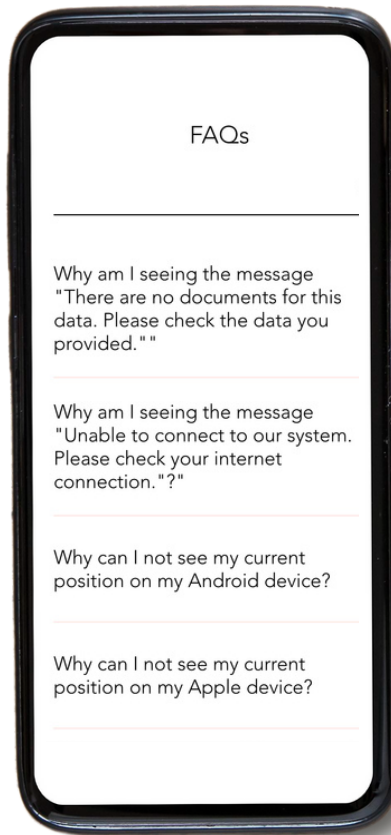 FAQs
Why am I seeing the message
"There are no documents for this
data. Please check the data you
provided.""
Why am I seeing the message
"Unable to connect to our system.
Please check your internet
connection."?"
Why can I not see my current
position on my Android device?
Why can I not see my current
position on my Apple device?